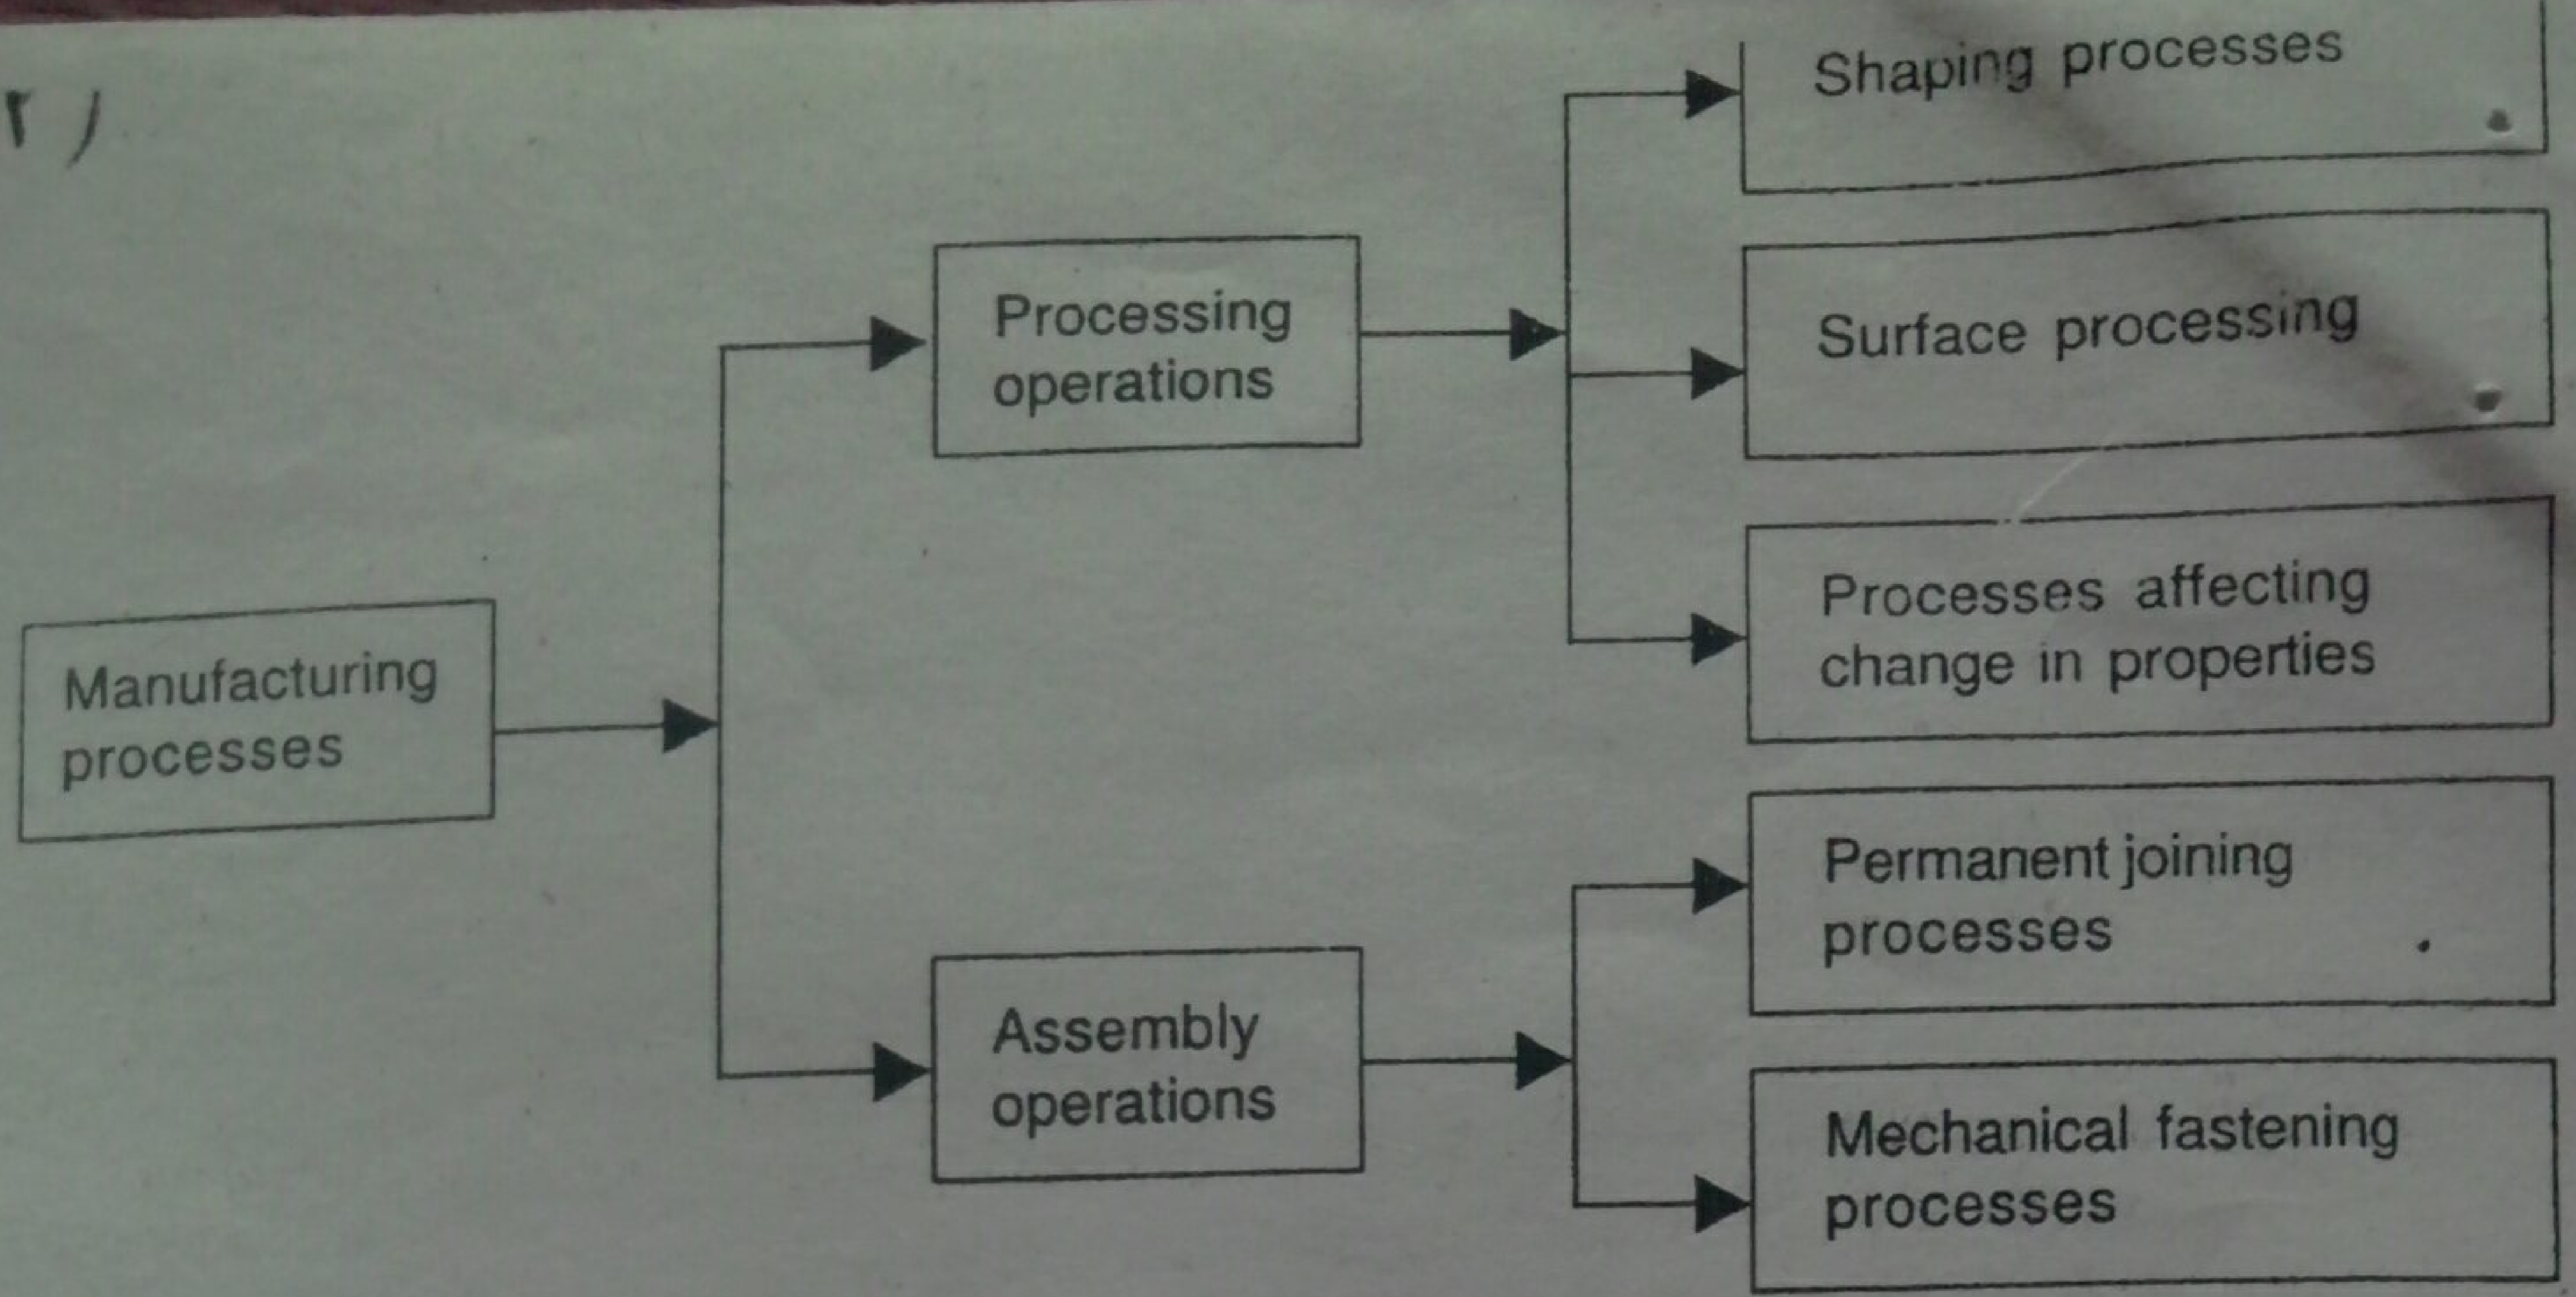 Shaping processes
Processing
operations
Surface processing
Processes affecting
change in properties
Manufacturing
processes
Permanent joining
processes
Assembly
operations
Mechanical fastening
processes